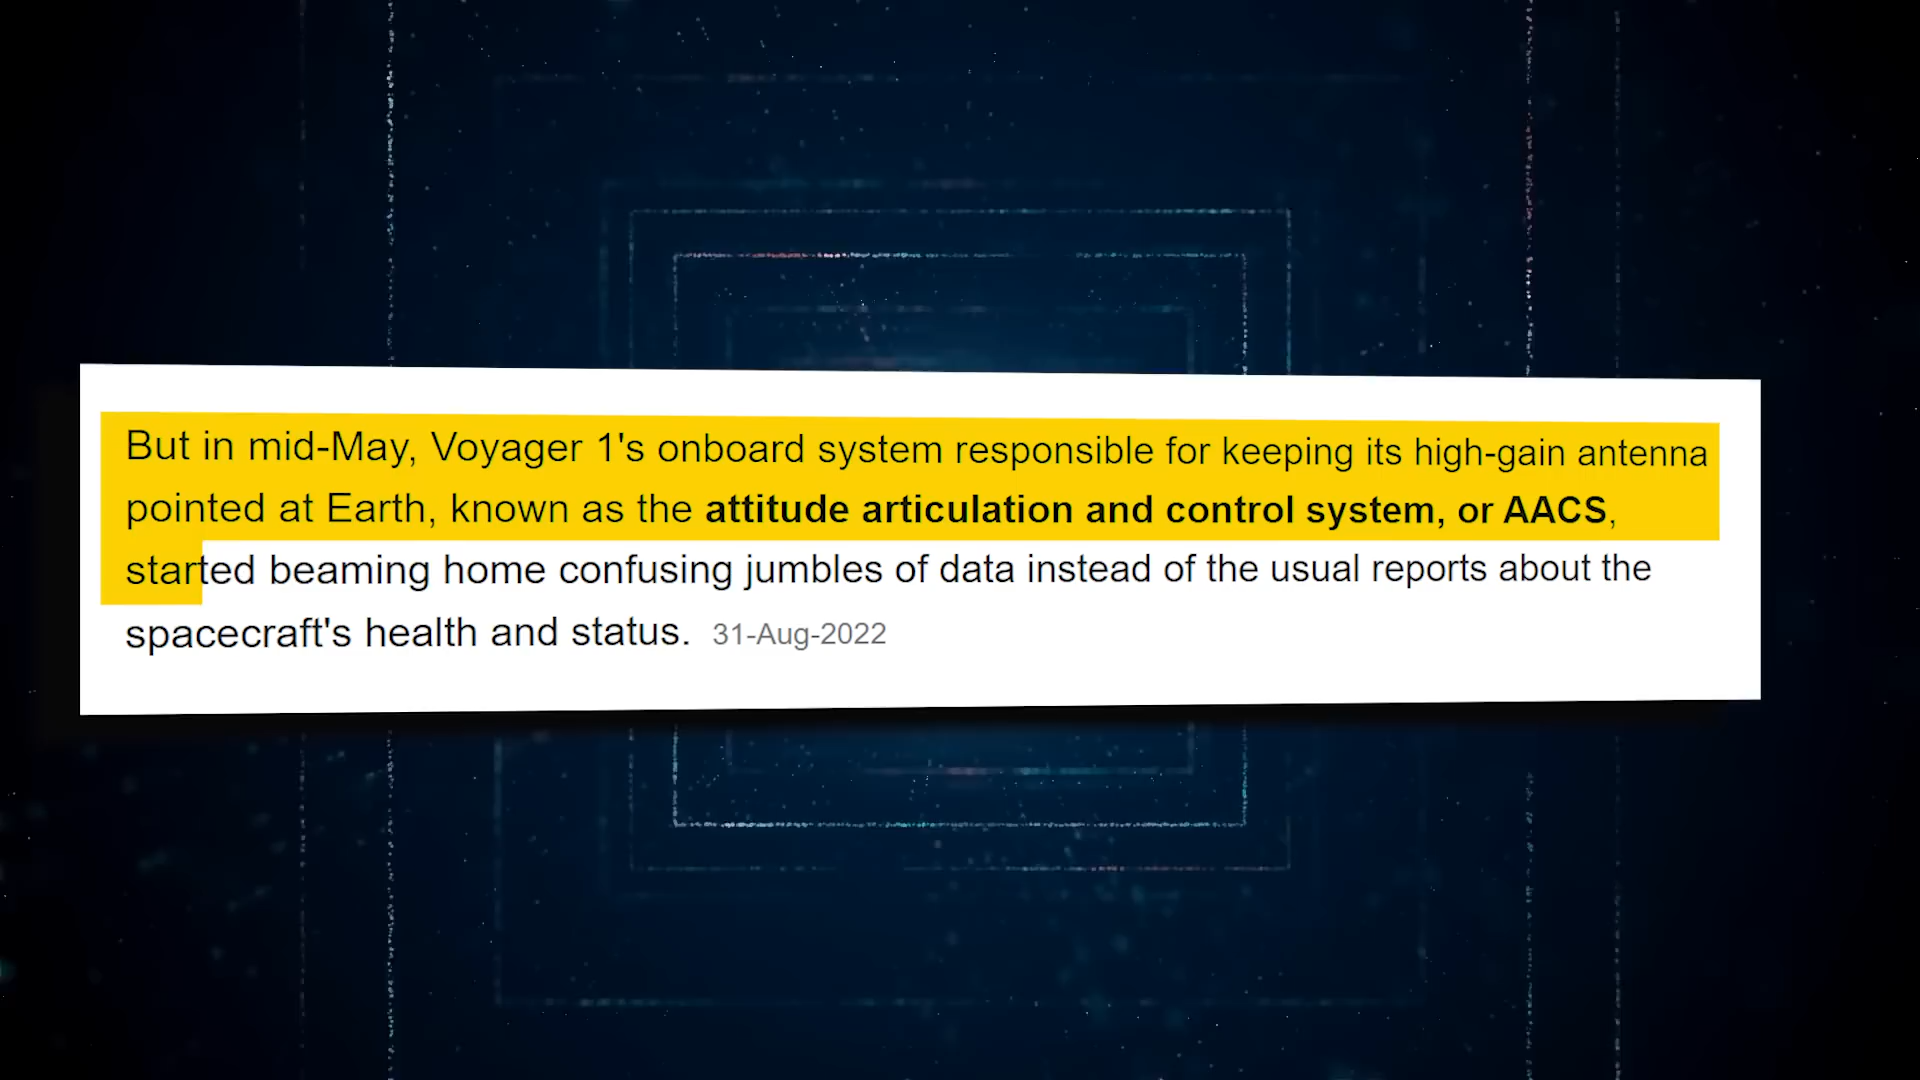 But in mid-May, Voyager 1's onboard system responsible for keeping its high-gain antenna
pointed at Earth, known as the attitude articulation and control system, or AACS,
started beaming home confusing jumbles of data instead of the usual reports about the
spacecraft's health and status. 31-Aug-2022